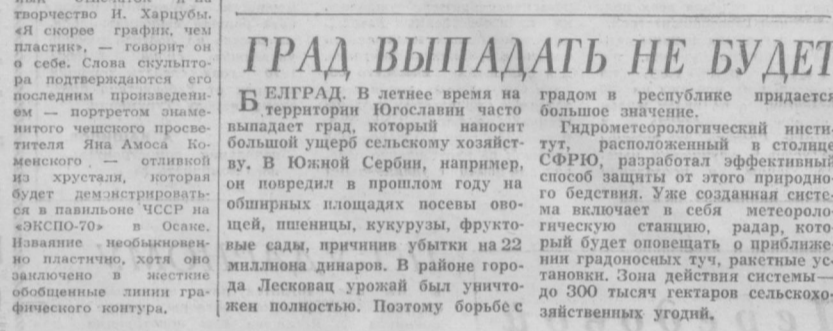 творчество И. Харцубы.
«Я скорее график, чем
пластик», — говорит он
о себе. Слова скульпто-
ра подтверждаются его
последним произведени-
ем — портретом знаме-
нитого чешского просве-
тителя Яна Амоса Ко-
менского — отливкой
из хрусталя, которая
будет демонстрировать-
ся в павильоне ЧССР на
«ЭКСПО-70» в Осаке.
Изваяние необыкновен-
но пластично, хотя оно
заключено в жесткие
обобщенные линии гра-
фического контура.
ГРАД ВЫПАДАТЬ НЕ БУДЕТ
БЕЛГРАД. В летнее время на
территории Югославии часто
выпадает град, который наносит
большой ущерб сельскому хозяйст-
ву. В Южной Сербии, например,
он повредил в прошлом году на
обширных площадях посевы ово-
щей, пшеницы, кукурузы, фрукто-
вые сады, причинив убытки на 22
миллиона динаров. В районе горо-
да Лесковац урожай был уничто-
жен полностью. Поэтому борьбе с
градом в республике придается
большое значение.
Гидрометеорологический инсти-
тут, расположенный в столице
СФРЮ, разработал эффективный
способ защиты от этого природно-
го бедствия. Уже созданная систе-
ма включает в себя метеороло-
гическую станцию, радар, кото-
рый будет оповещать о приближе-
нии градоносных туч, ракетные ус-
тановки. Зона действия системы—
до 300 тысяч гектаров сельскохо-
зяйственных угодий.